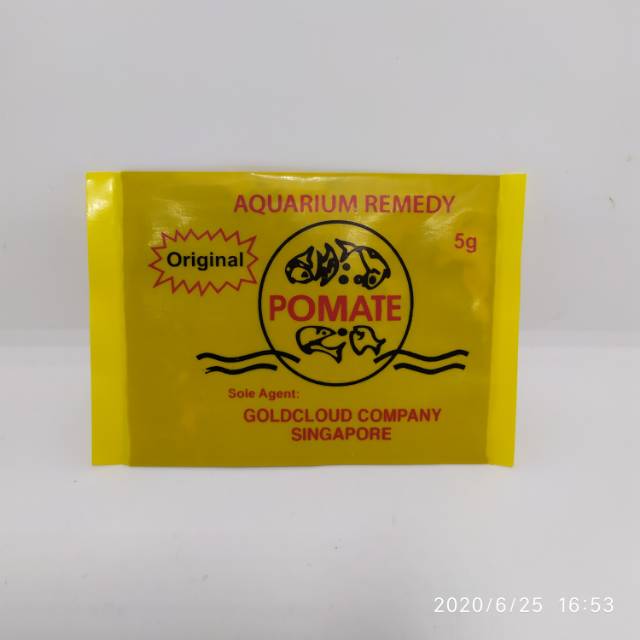 AQUARIUM REMEDY
5g
Original
POMATE
Sole Agent:
GOLDCLOUD COMPANY
SINGAPORE
2020/6/25 16:53